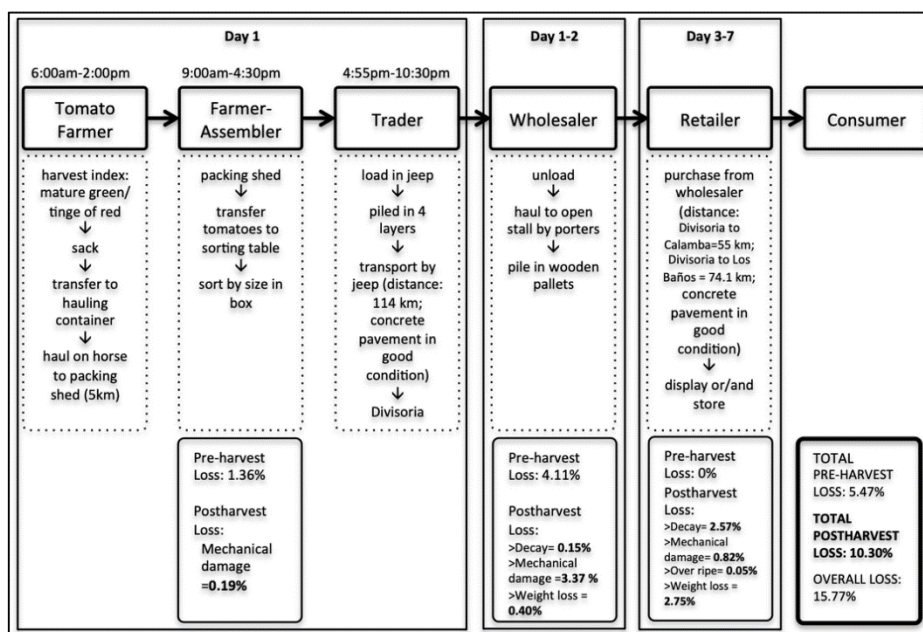 Day 1
Day 1-2
Day 3-7
6:00am-2:00pm
9:00am-4:30pm
4:55pm-10:30pm
Tomato
Farmer
Farmer-
Assembler
Trader
Wholesaler
Retailer
Consumer
harvest index:
mature green/
tinge of red
↓
sack
↓
transfer to
hauling
container
↓
haul on horse
to packing
shed (5km)
packing shed
↓
transfer
tomatoes to
sorting table
↓
sort by size in
box
load in jeep
↓
piled in 4
layers
↓
transport by
jeep (distance:
114 km;
concrete
pavement in
good
condition)
↓
Divisoria
unload
↓
haul to open
stall by porters
↓
pile in wooden
pallets
purchase from
wholesaler
(distance:
Divisoria to
Calamba=55 km;
Divisoria to Los
Baños = 74.1 km;
concrete
pavement in
good
condition)
↓
display or/and
store
Pre-harvest
Loss: 1.36%
Postharvest
Loss:
Mechanical
damage
=0.19%
Pre-harvest
Loss: 4.11%
Postharvest
Loss:
>Decay= 0.15%
>Mechanical
damage =3.37 %
>Weight loss =
0.40%
Pre-harvest
Loss: 0%
Postharvest
Loss:
>Decay= 2.57%
>Mechanical
damage= 0.82%
>Over ripe= 0.05%
>Weight loss =
2.75%
TOTAL
PRE-HARVEST
LOSS: 5.47%
TOTAL
POSTHARVEST
LOSS: 10.30%
OVERALL LOSS:
15.77%